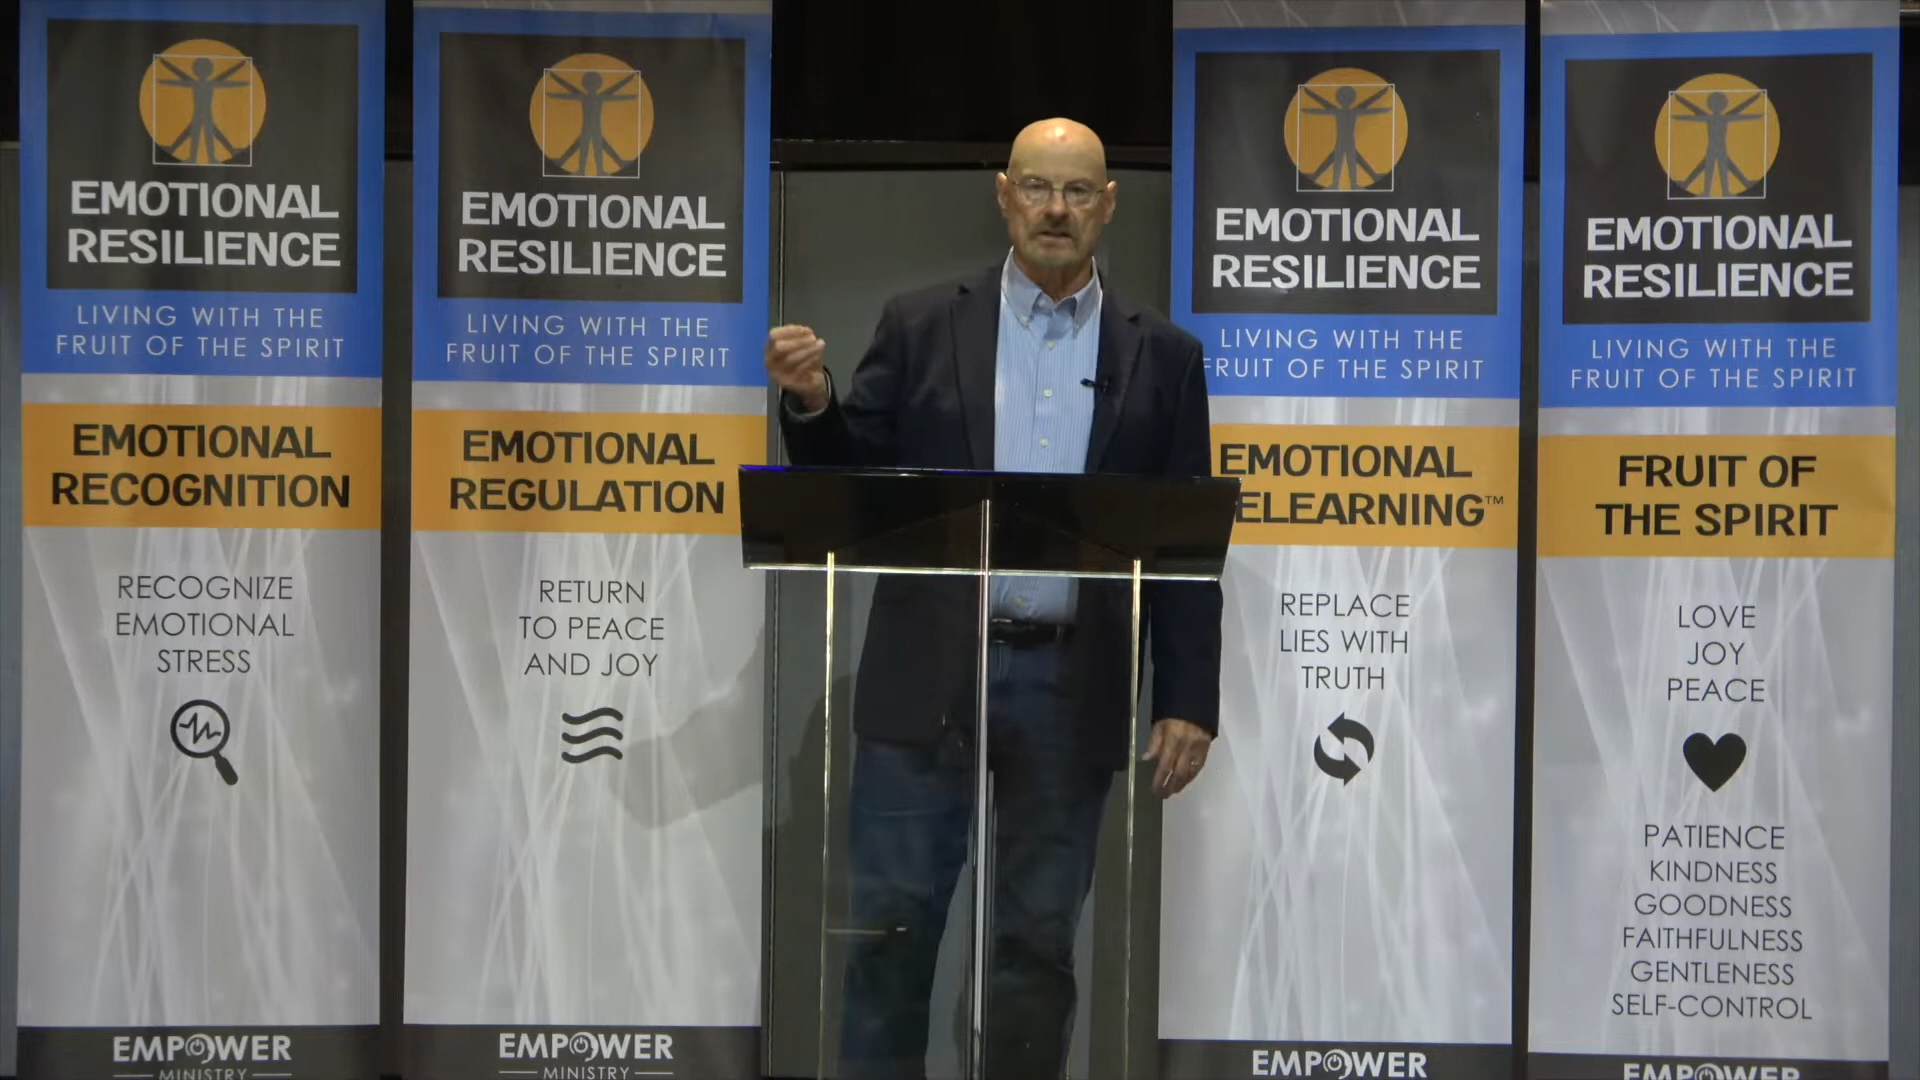 EMOTIONAL
RESILIENCE
LIVING WITH THE
FRUIT OF THE SPIRIT
EMOTIONAL
RECOGNITION
RECOGNIZE
EMOTIONAL
STRESS
EMPOWER
MINISTRY
EMOTIONAL
RESILIENCE
LIVING WITH THE
FRUIT OF THE SPIRIT
EMOTIONAL
REGULATION
RETURN
TO PEACE
AND JOY
EMPOWER
MINISTRY
EMOTIONAL
RESILIENCE
LIVING WITH THE
FRUIT OF THE SPIRIT
EMOTIONAL
ELEARNING™
REPLACE
LIES WITH
TRUTH
EMPOWER
EMOTIONAL
RESILIENCE
LIVING WITH THE
FRUIT OF THE SPIRIT
FRUIT OF
THE SPIRIT
LOVE
JOY
PEACE
PATIENCE
KINDNESS
GOODNESS
FAITHFULNESS
GENTLENESS
SELF-CONTROL
EMPOWER